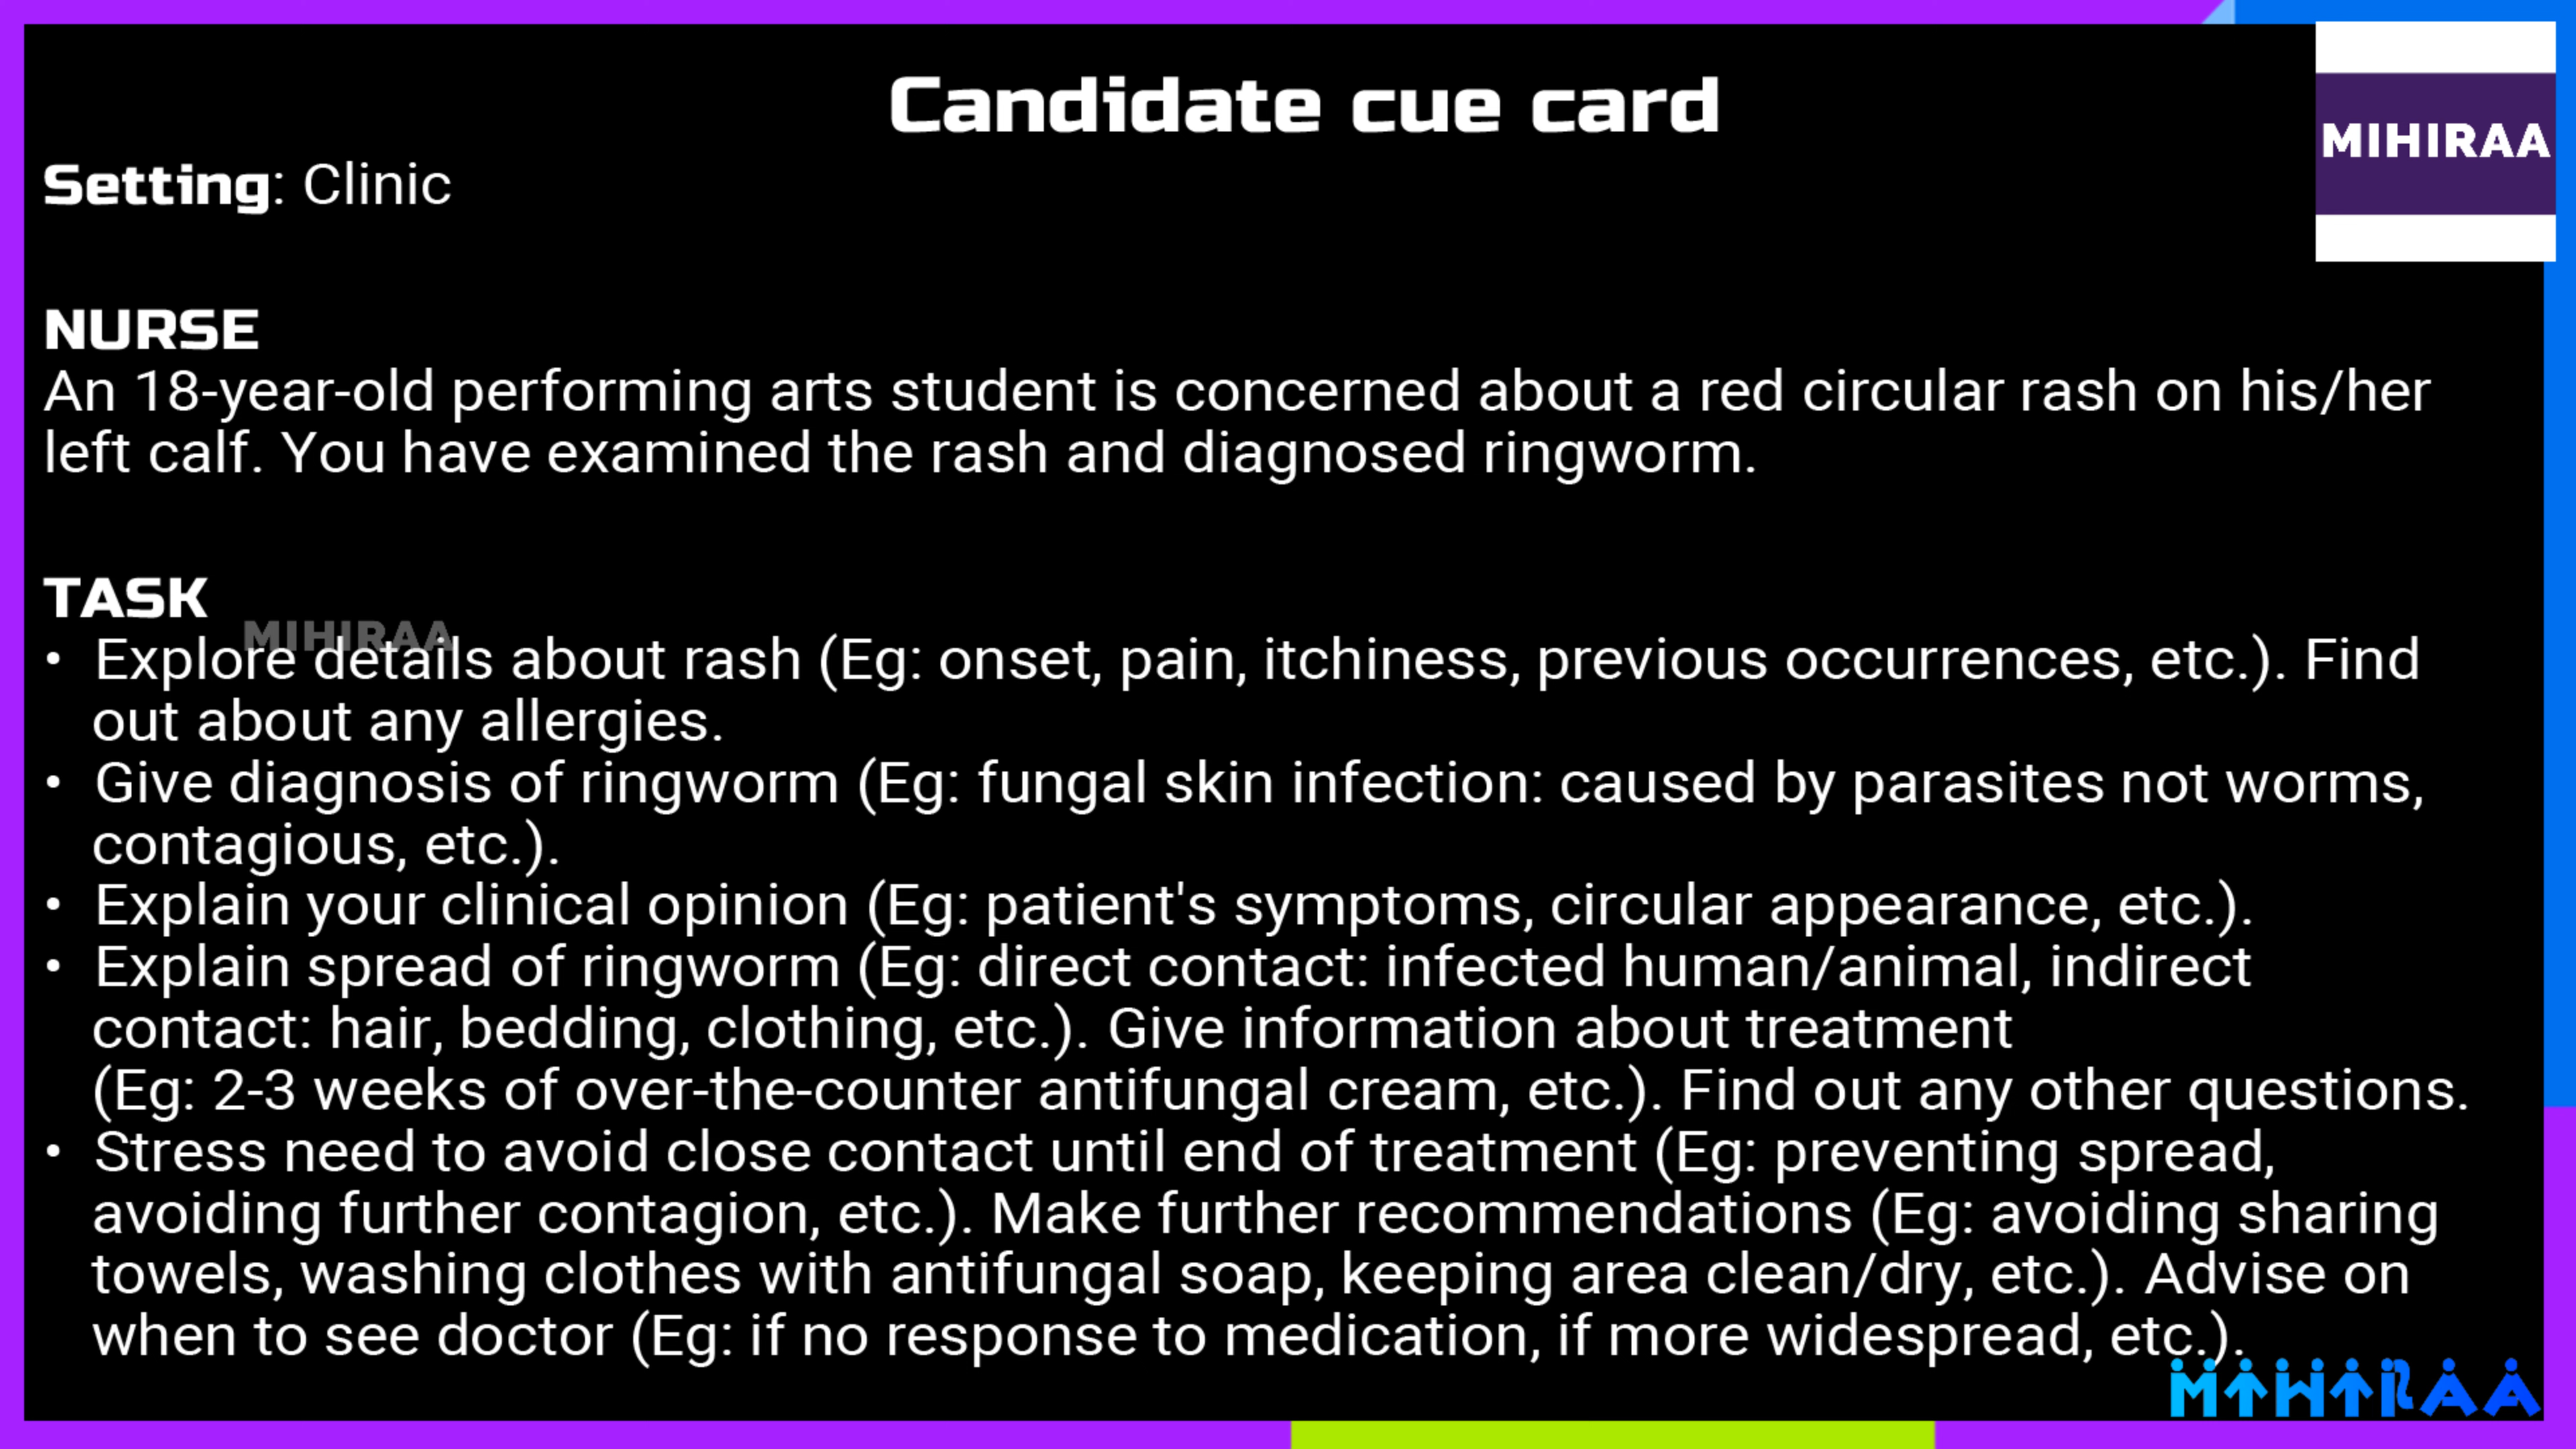 Candidate cue card
MIHIRAA
Setting: Clinic
NURSE
An 18-year-old performing arts student is concerned about a red circular rash on his/her
left calf. You have examined the rash and diagnosed ringworm.
TASK
MIHIRAA
• Explore details about rash (Eg: onset, pain, itchiness, previous occurrences, etc.). Find
out about any allergies.
• Give diagnosis of ringworm (Eg: fungal skin infection: caused by parasites not worms,
contagious, etc.).
• Explain your clinical opinion (Eg: patient's symptoms, circular appearance, etc.).
• Explain spread of ringworm (Eg: direct contact: infected human/animal, indirect
contact: hair, bedding, clothing, etc.). Give information about treatment
(Eg: 2-3 weeks of over-the-counter antifungal cream, etc.). Find out any other questions.
• Stress need to avoid close contact until end of treatment (Eg: preventing spread,
avoiding further contagion, etc.). Make further recommendations (Eg: avoiding sharing
towels, washing clothes with antifungal soap, keeping area clean/dry, etc.). Advise on
when to see doctor (Eg: if no response to medication, if more widespread, etc.).
MIHIRAA